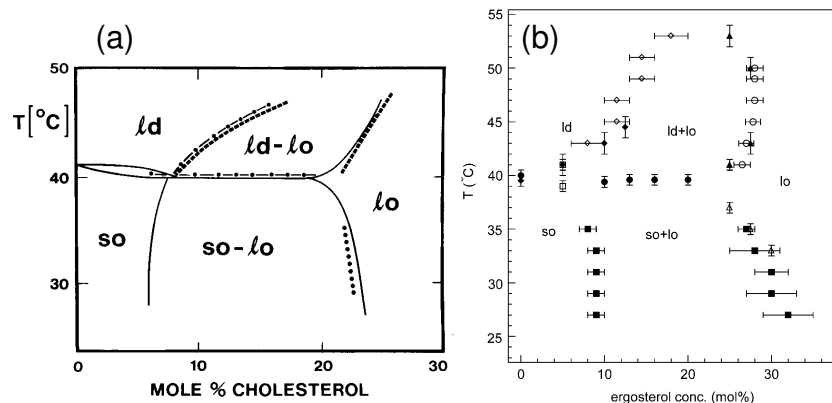 (a)
50
T[°C]
ℓd
ℓd-ℓo
40
ℓo
so
so-ℓo
30
0
10
20
30
MOLE % CHOLESTEROL
(b)
55
50
45
40
35
30
25
T (°C)
ld
ld+lo
lo
so
so+lo
0
10
20
30
ergosterol conc. (mol%)